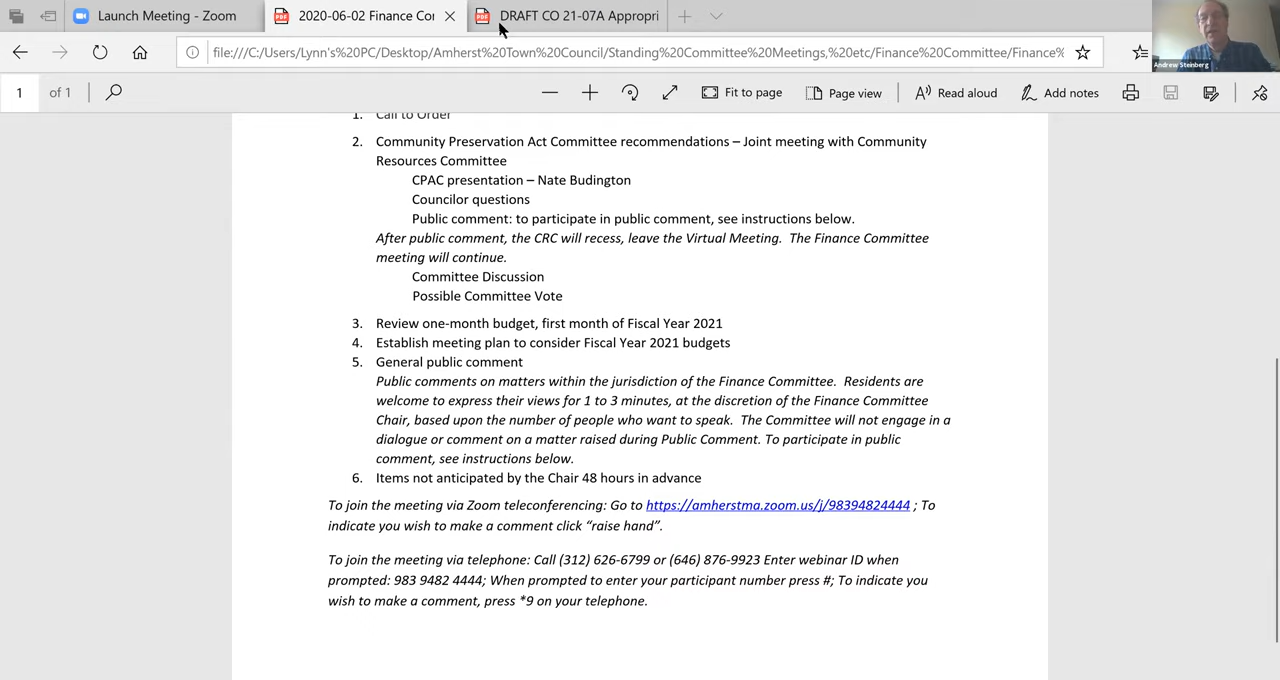 Launch Meeting - Zoom
2020-06-02 Finance Cor
DRAFT CO 21-07A Appropri
file:///C:/Users/Lynn's%20PC/Desktop/Amherst%20Town%20Council/Standing%20Committee%20Meetings,%20etc/Finance%20Committee/Finance%
Andrew Steinberg
1 of 1
Fit to page
Page view
Read aloud
Add notes
1. Call to Order
2. Community Preservation Act Committee recommendations – Joint meeting with Community
Resources Committee
CPAC presentation – Nate Budington
Councilor questions
Public comment: to participate in public comment, see instructions below.
After public comment, the CRC will recess, leave the Virtual Meeting. The Finance Committee
meeting will continue.
Committee Discussion
Possible Committee Vote
3. Review one-month budget, first month of Fiscal Year 2021
4. Establish meeting plan to consider Fiscal Year 2021 budgets
5. General public comment
Public comments on matters within the jurisdiction of the Finance Committee. Residents are
welcome to express their views for 1 to 3 minutes, at the discretion of the Finance Committee
Chair, based upon the number of people who want to speak. The Committee will not engage in a
dialogue or comment on a matter raised during Public Comment. To participate in public
comment, see instructions below.
6. Items not anticipated by the Chair 48 hours in advance
To join the meeting via Zoom teleconferencing: Go to https://amherstma.zoom.us/j/98394824444 ; To
indicate you wish to make a comment click “raise hand”.
To join the meeting via telephone: Call (312) 626-6799 or (646) 876-9923 Enter webinar ID when
prompted: 983 9482 4444; When prompted to enter your participant number press #; To indicate you
wish to make a comment, press *9 on your telephone.